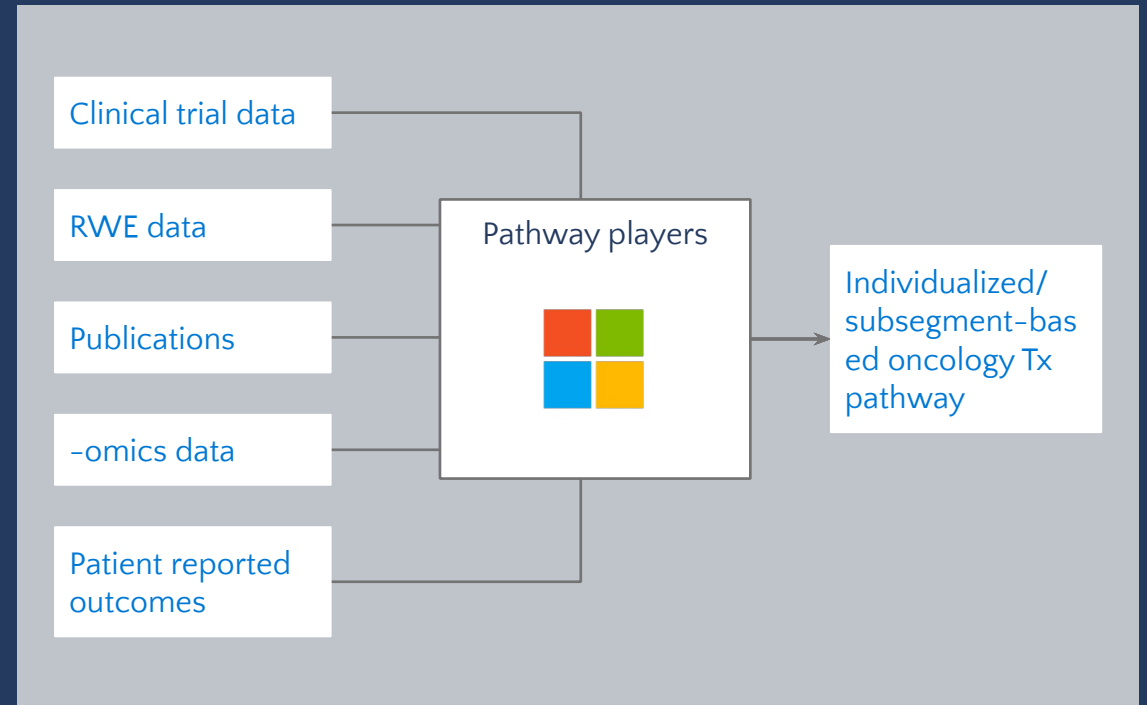 Clinical trial data
RWE data
Pathway players
Publications
-omics data
Patient reported
outcomes
Individualized/
subsegment-bas
ed oncology Tx
pathway